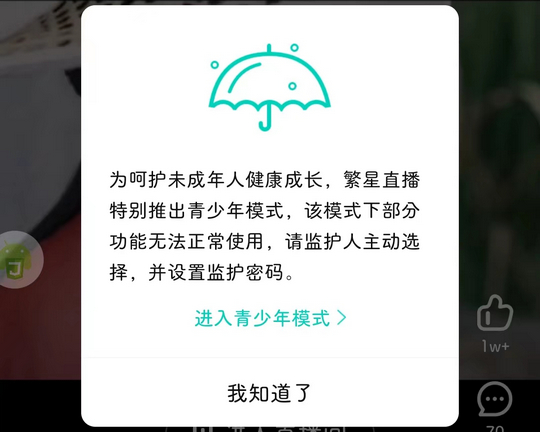 为呵护未成年人健康成长，繁星直播
特别推出青少年模式，该模式下部分
功能无法正常使用，请监护人主动选
择，并设置监护密码。
进入青少年模式 >
我知道了
1w+